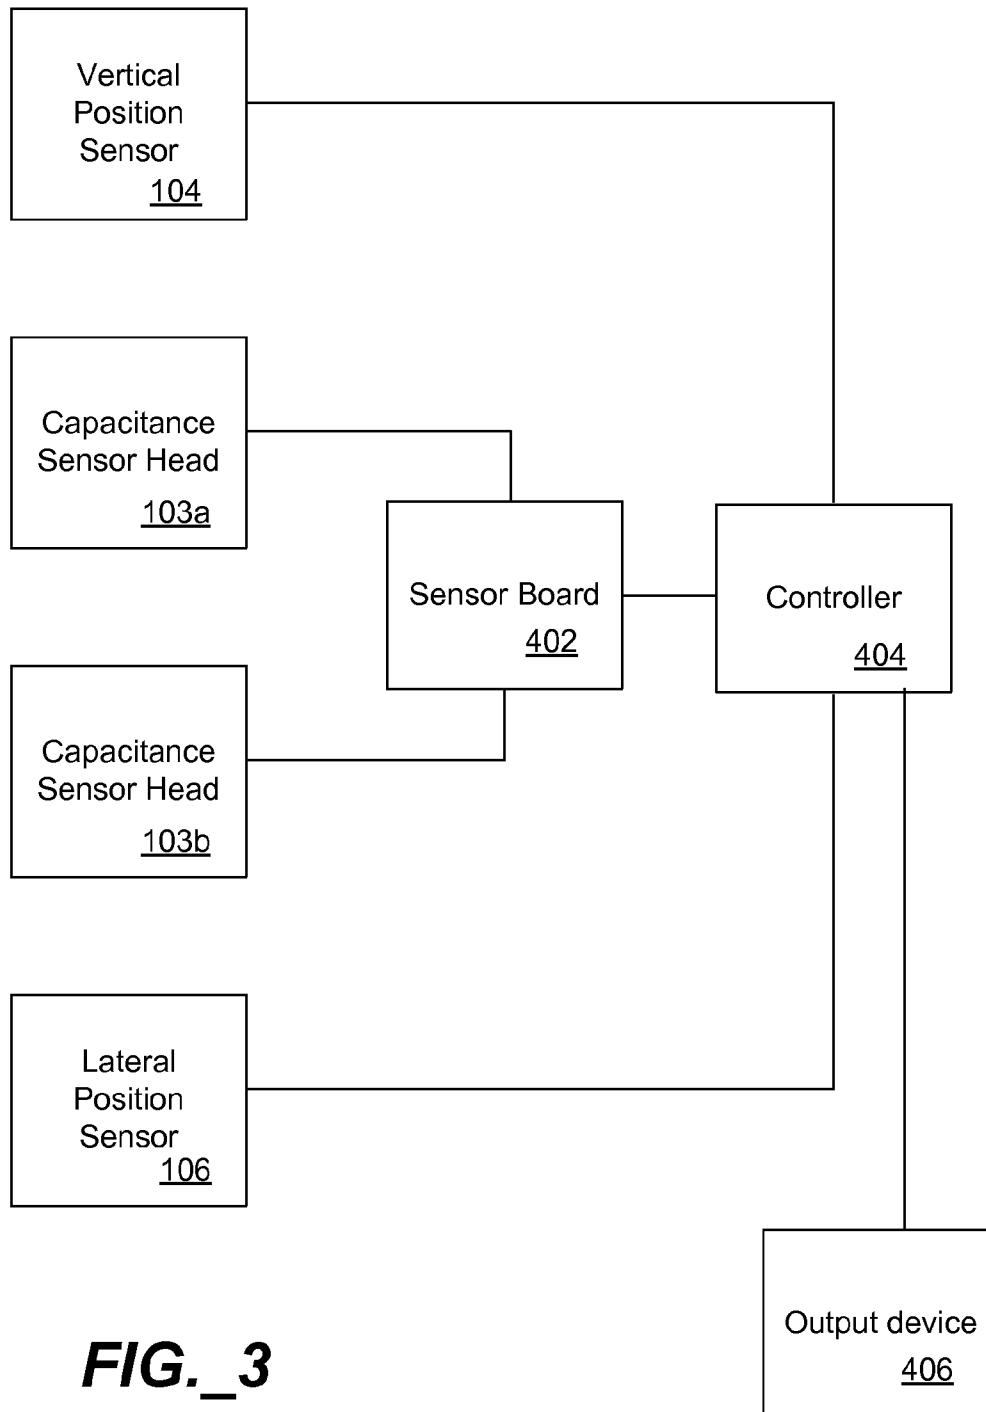 Vertical
Position
Sensor
104
Capacitance
Sensor Head
103a
Sensor Board
402
Controller
404
Capacitance
Sensor Head
103b
Lateral
Position
Sensor
106
Output device
406
FIG._3